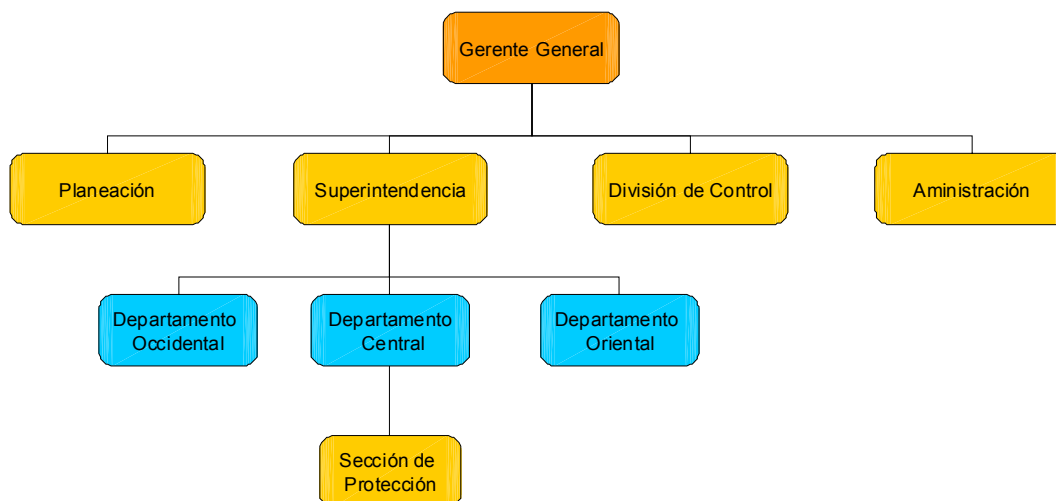 Gerente General
Planeación
Superintendencia
División de Control
Aministración
Departamento
Occidental
Departamento
Central
Departamento
Oriental
Sección de
Protección